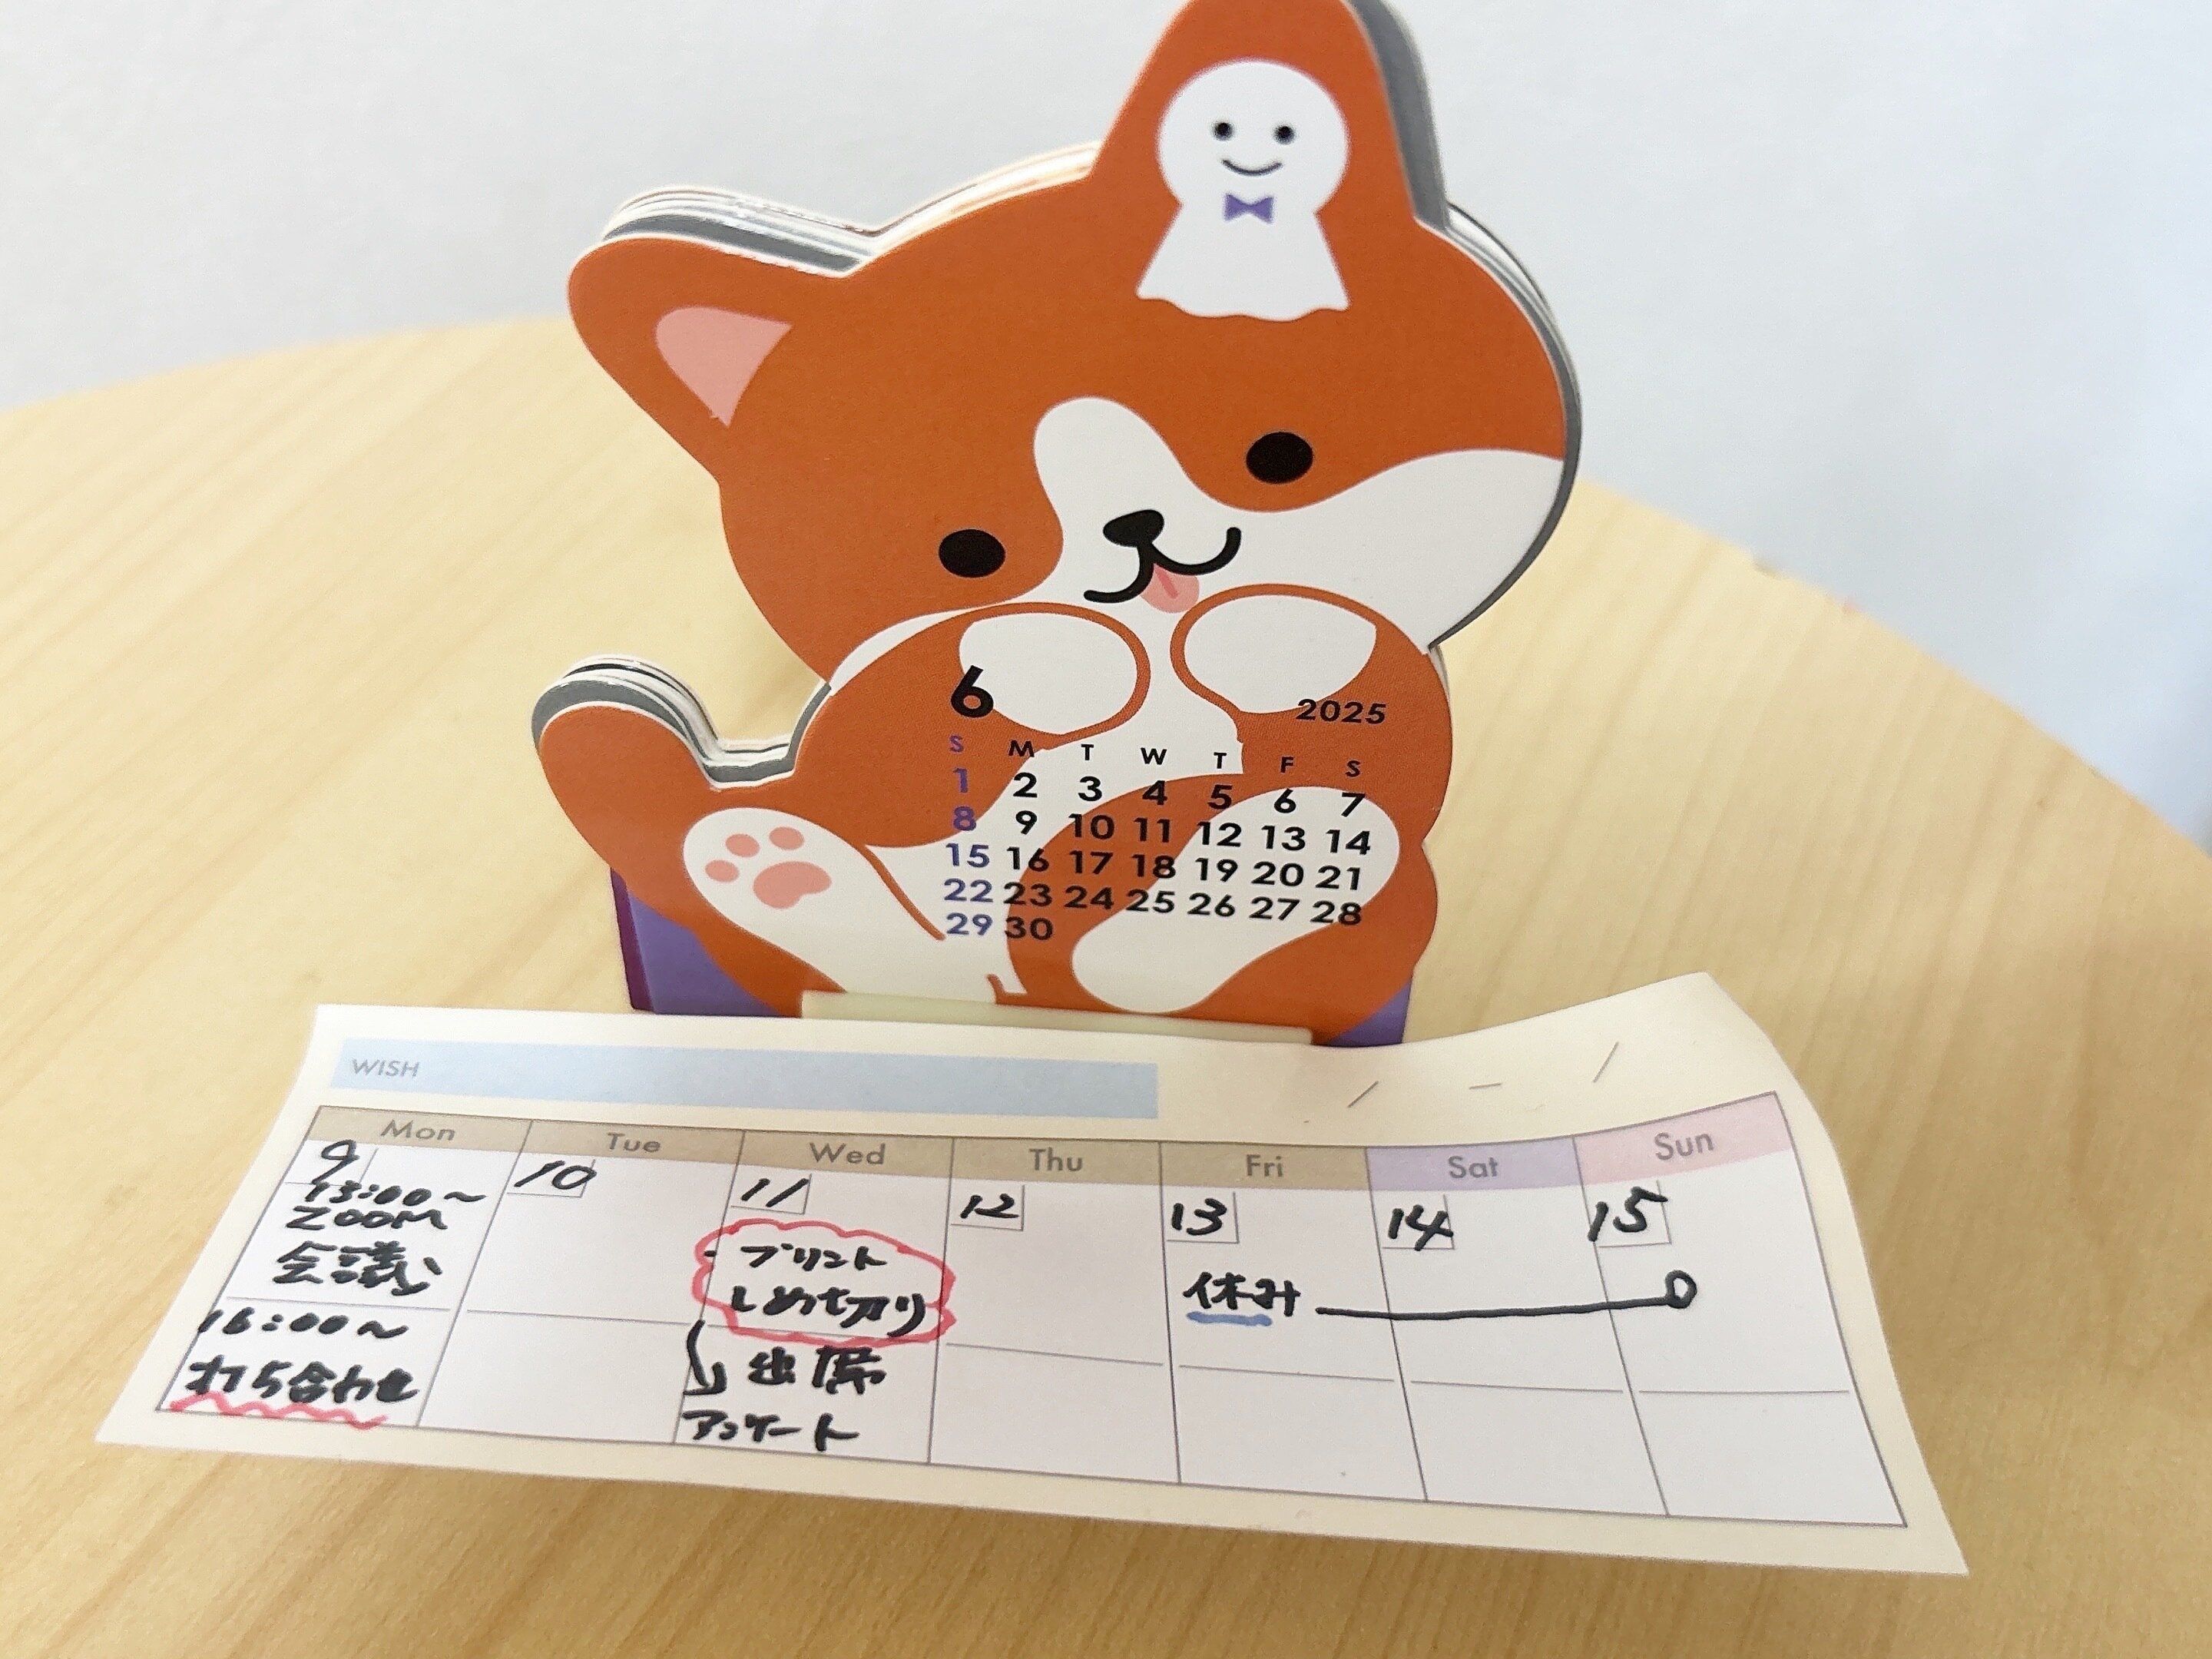 6 2025
S M T W T F S
1 2 3 4 5 6 7
8 9 10 11 12 13 14
15 16 17 18 19 20 21
22 23 24 25 26 27 28
29 30
WISH
/ - /
Mon Tue Wed Thu Fri Sat Sun
9 10 11 12 13 14 15
13:00〜
ZOOM
会議
16:00〜
打ち合わせ
プリント
しめ切り
出席
アンケート
休み